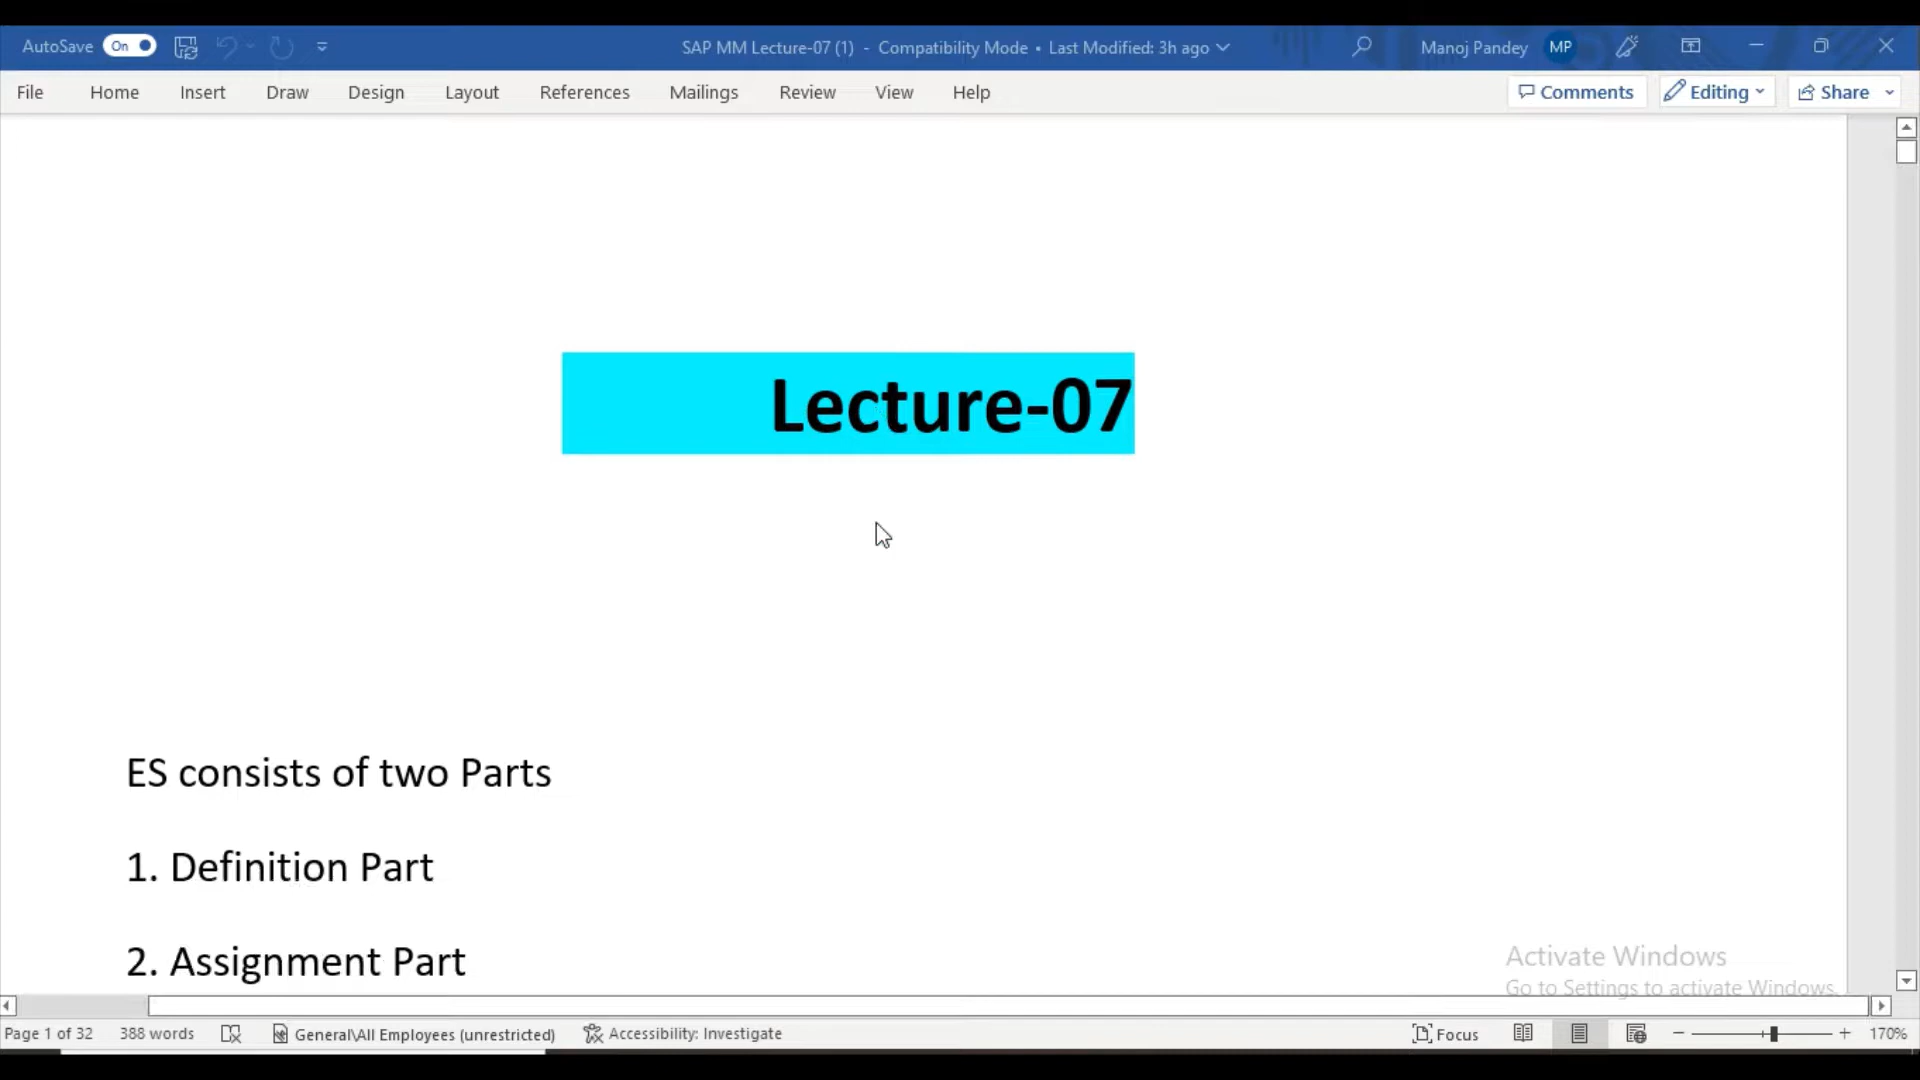 AutoSave On SAP MM Lecture-07 (1) - Compatibility Mode • Last Modified: 3h ago Manoj Pandey MP
File Home Insert Draw Design Layout References Mailings Review View Help Comments Editing Share
Lecture-07
ES consists of two Parts
1. Definition Part
2. Assignment Part
Activate Windows
Go to Settings to activate Windows.
Page 1 of 32 388 words General\All Employees (unrestricted) Accessibility: Investigate Focus 170%